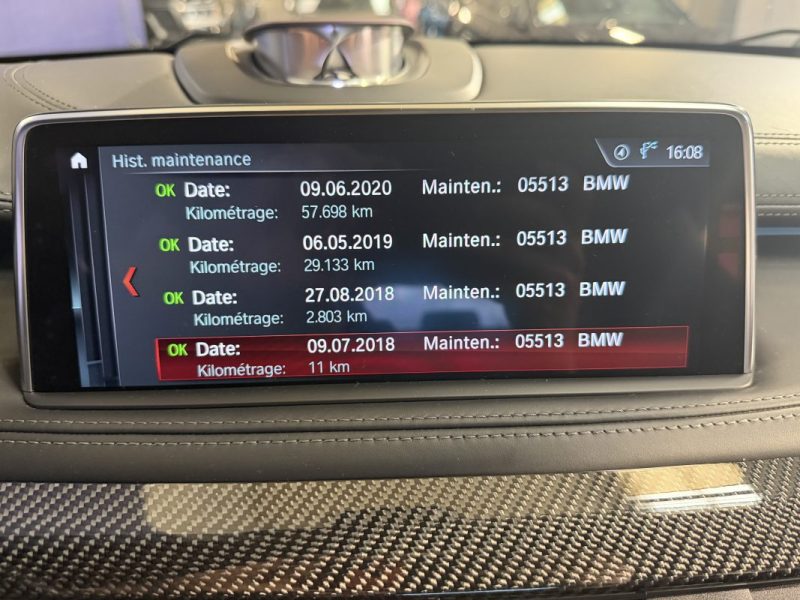 Hist. maintenance 16:08
OK Date: 09.06.2020 Mainten.: 05513 BMW
Kilométrage: 57.698 km
OK Date: 06.05.2019 Mainten.: 05513 BMW
Kilométrage: 29.133 km
OK Date: 27.08.2018 Mainten.: 05513 BMW
Kilométrage: 2.803 km
OK Date: 09.07.2018 Mainten.: 05513 BMW
Kilométrage: 11 km